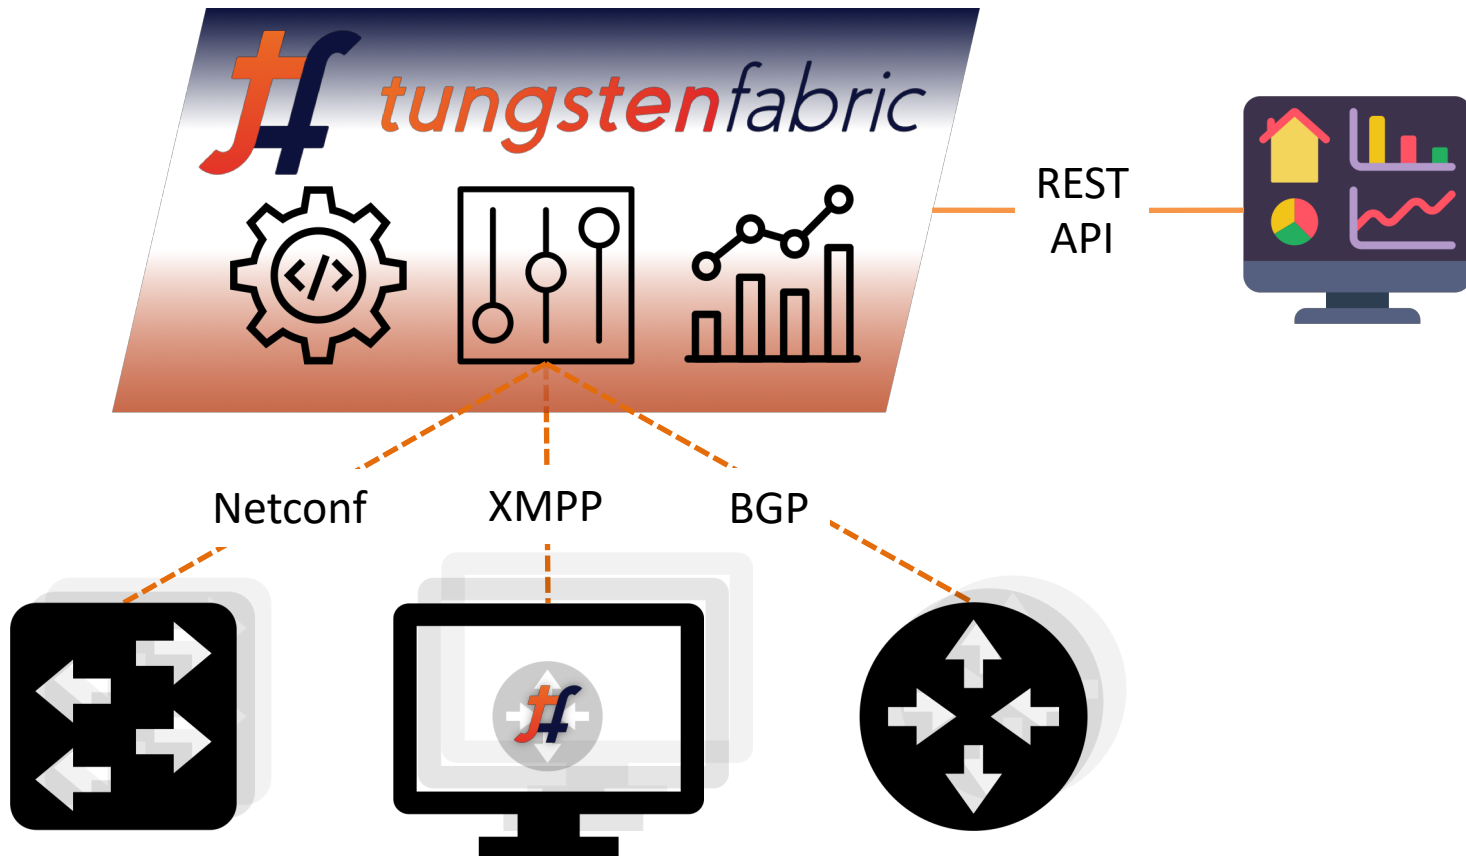 tungstenfabric
</>
REST
API
Netconf
XMPP
BGP